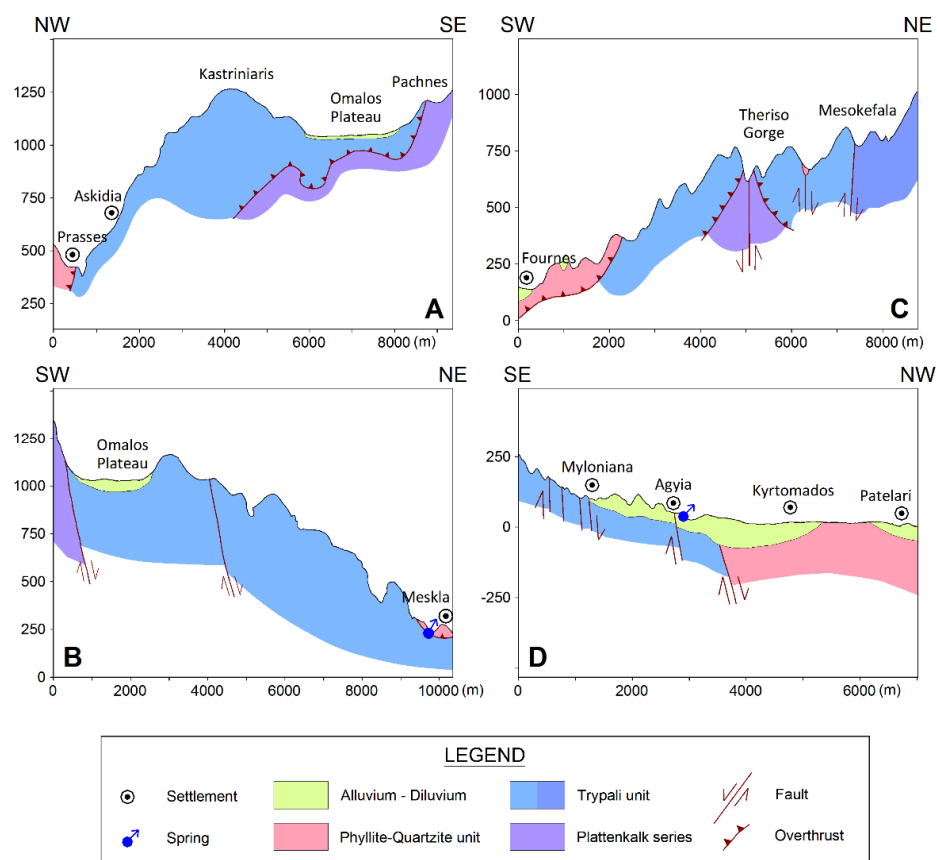 NW SE
Kastriniaris
Pachnes
Omalos
Plateau
Askidia
Prasses
1250
1000
750
500
250
0 2000 4000 6000 8000 (m)
A
SW NE
Theriso
Gorge
Mesokefala
Fournes
1000
750
500
250
0
0 2000 4000 6000 8000 (m)
C
SW NE
Omalos
Plateau
Meskla
1250
1000
750
500
250
0
0 2000 4000 6000 8000 10000 (m)
B
SE NW
Myloniana
Agyia
Kyrtomados
Patelari
250
0
-250
0 2000 4000 6000 (m)
D
LEGEND
Settlement Alluvium - Diluvium Trypali unit Fault
Spring Phyllite-Quartzite unit Plattenkalk series Overthrust